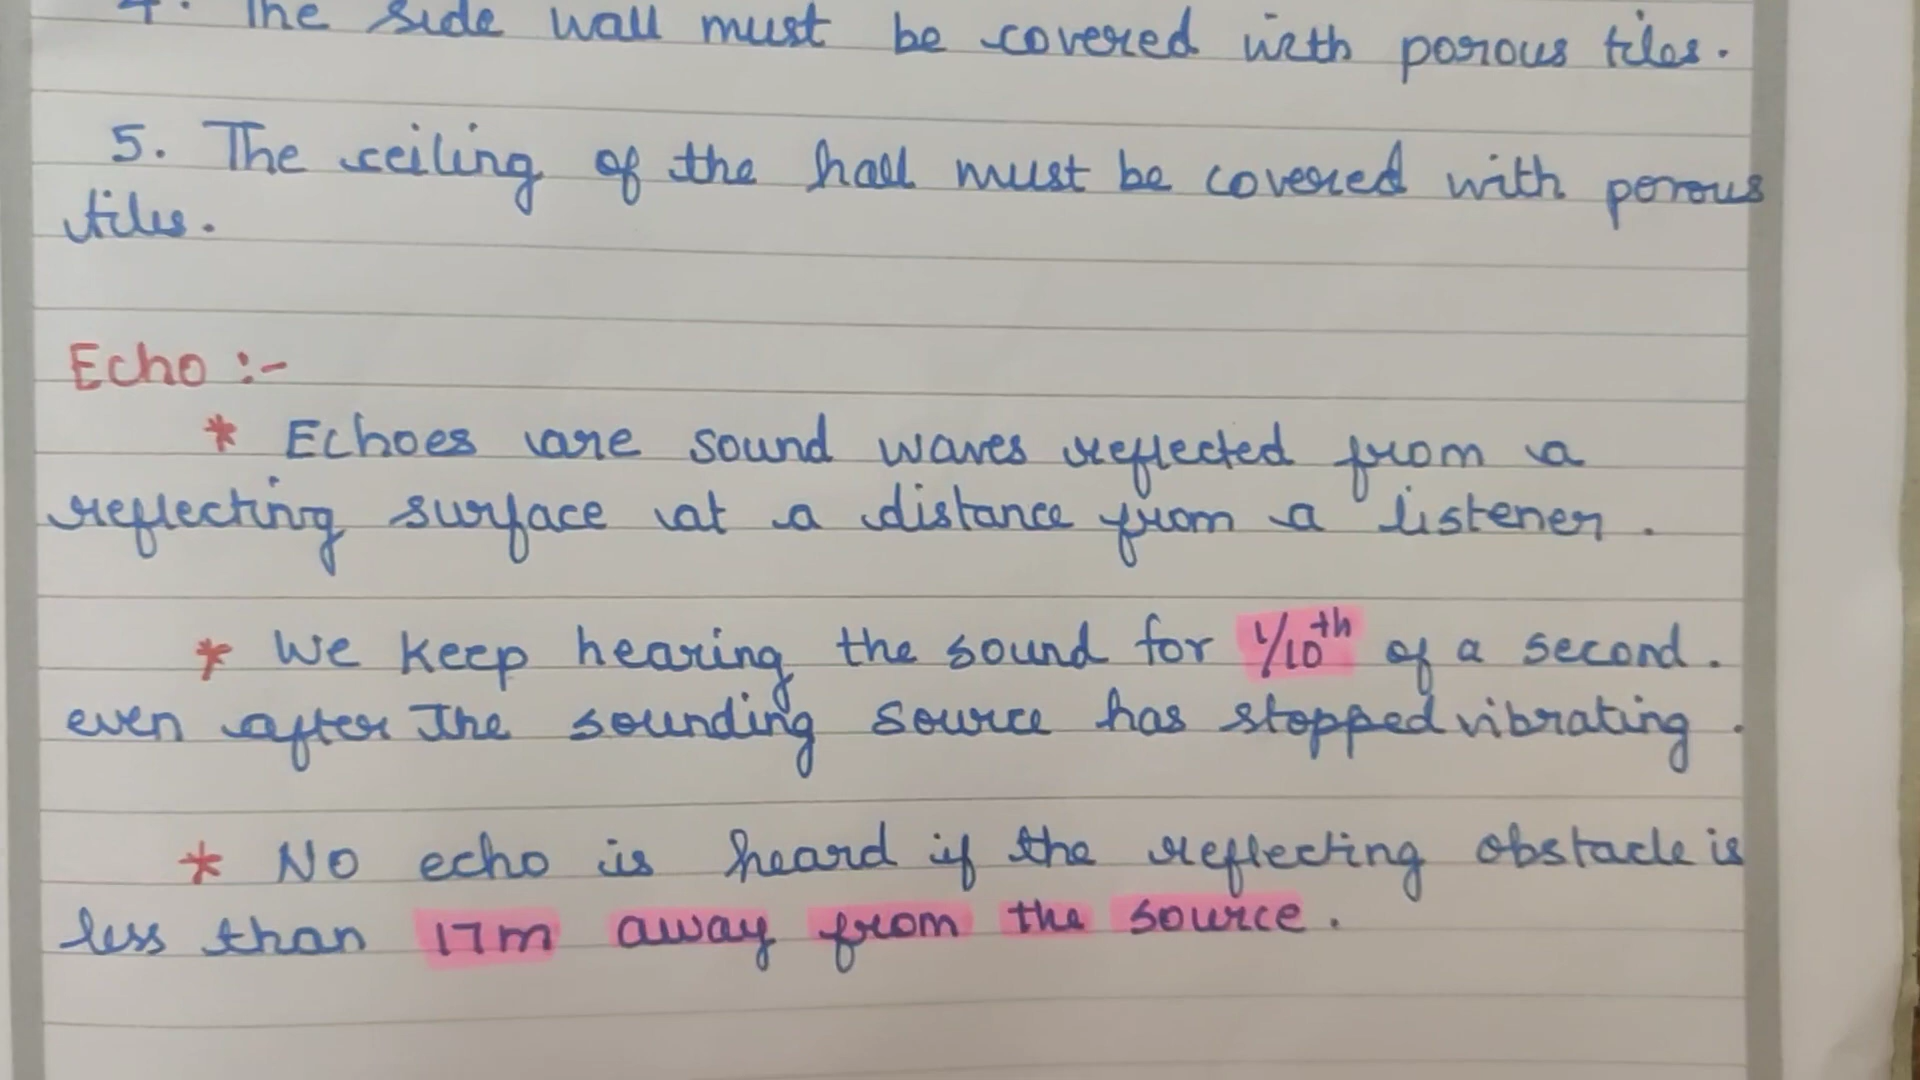 4. The side wall must be covered with porous tiles.
5. The ceiling of the hall must be covered with porous
tiles.
Echo :-
* Echoes are sound waves reflected from a
reflecting surface at a distance from a listener.
* We keep hearing the sound for 1/10th of a second.
even after The sounding source has stopped vibrating.
* No echo is heard if the reflecting obstacle is
less than 17m away from the source.